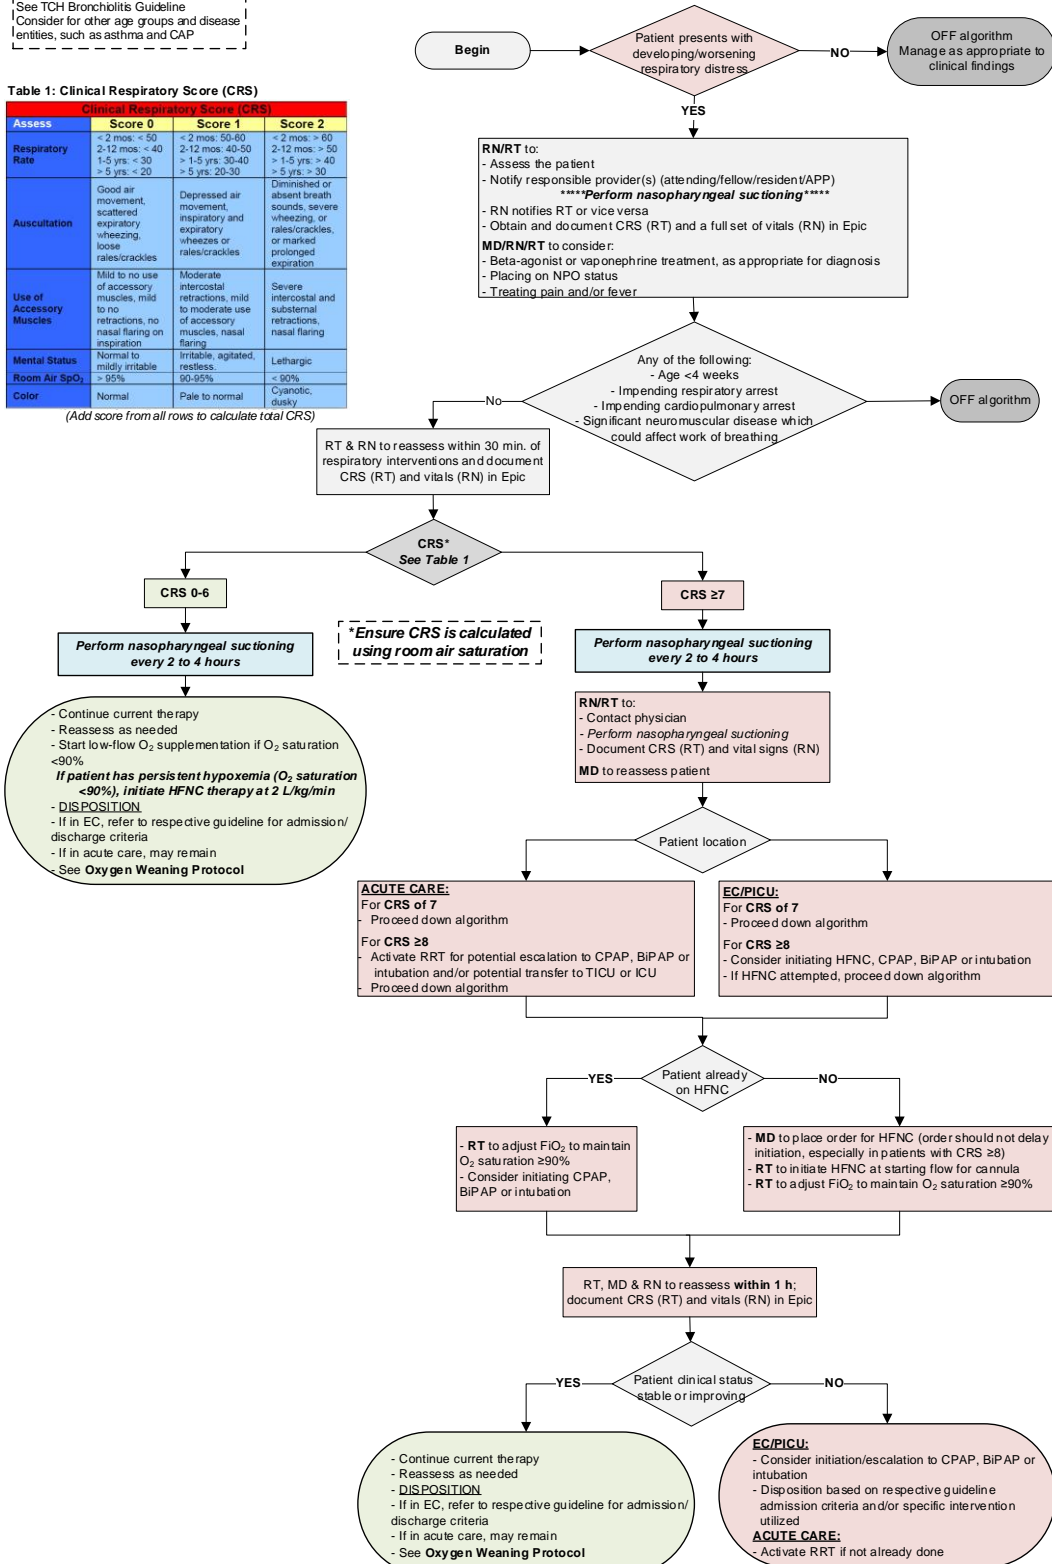 See TCH Bronchiolitis Guideline
Consider for other age groups and disease
entities, such as asthma and CAP
Begin
Patient presents with
developing/worsening
respiratory distress
NO
OFF algorithm
Manage as appropriate to
clinical findings
YES
Table 1: Clinical Respiratory Score (CRS)
Clinical Respiratory Score (CRS)
Assess Score 0 Score 1 Score 2
Respiratory
Rate
< 2 mos: < 50
2-12 mos: < 40
1-5 yrs: < 30
> 5 yrs: < 20
< 2 mos: 50-60
2-12 mos: 40-50
> 1-5 yrs: 30-40
> 5 yrs: 20-30
< 2 mos: > 60
2-12 mos: > 50
> 1-5 yrs: > 40
> 5 yrs: > 30
Auscultation
Good air
movement,
scattered
expiratory
wheezing,
loose
rales/crackles
Depressed air
movement,
inspiratory and
expiratory
wheezes or
rales/crackles
Diminished or
absent breath
sounds, severe
wheezing, or
rales/crackles,
or marked
prolonged
expiration
Use of
Accessory
Muscles
Mild to no use
of accessory
muscles, mild
to no
retractions, no
nasal flaring on
inspiration
Moderate
intercostal
retractions, mild
to moderate use
of accessory
muscles, nasal
flaring
Severe
intercostal and
substernal
retractions,
nasal flaring
Mental Status
Normal to
mildly irritable
Irritable, agitated,
restless.
Lethargic
Room Air SpO₂ > 95% 90-95% < 90%
Color Normal Pale to normal
Cyanotic,
dusky
(Add score from all rows to calculate total CRS)
RN/RT to:
- Assess the patient
- Notify responsible provider(s) (attending/fellow/resident/APP)
*****Perform nasopharyngeal suctioning*****
- RN notifies RT or vice versa
- Obtain and document CRS (RT) and a full set of vitals (RN) in Epic
MD/RN/RT to consider:
- Beta-agonist or vaponephrine treatment, as appropriate for diagnosis
- Placing on NPO status
- Treating pain and/or fever
Any of the following:
- Age <4 weeks
- Impending respiratory arrest
- Impending cardiopulmonary arrest
- Significant neuromuscular disease which
could affect work of breathing
No
OFF algorithm
RT & RN to reassess within 30 min. of
respiratory interventions and document
CRS (RT) and vitals (RN) in Epic
CRS*
See Table 1
CRS 0-6
CRS ≥7
*Ensure CRS is calculated
using room air saturation
Perform nasopharyngeal suctioning
every 2 to 4 hours
Perform nasopharyngeal suctioning
every 2 to 4 hours
- Continue current therapy
- Reassess as needed
- Start low-flow O₂ supplementation if O₂ saturation
<90%
If patient has persistent hypoxemia (O₂ saturation
<90%), initiate HFNC therapy at 2 L/kg/min
- DISPOSITION
- If in EC, refer to respective guideline for admission/
discharge criteria
- If in acute care, may remain
- See Oxygen Weaning Protocol
RN/RT to:
- Contact physician
- Perform nasopharyngeal suctioning
- Document CRS (RT) and vital signs (RN)
MD to reassess patient
Patient location
ACUTE CARE:
For CRS of 7
- Proceed down algorithm
For CRS ≥8
- Activate RRT for potential escalation to CPAP, BiPAP or
intubation and/or potential transfer to TICU or ICU
- Proceed down algorithm
EC/PICU:
For CRS of 7
- Proceed down algorithm
For CRS ≥8
- Consider initiating HFNC, CPAP, BiPAP or intubation
- If HFNC attempted, proceed down algorithm
Patient already
on HFNC
YES
NO
- RT to adjust FiO₂ to maintain
O₂ saturation ≥90%
- Consider initiating CPAP,
BiPAP or intubation
- MD to place order for HFNC (order should not delay
initiation, especially in patients with CRS ≥8)
- RT to initiate HFNC at starting flow for cannula
- RT to adjust FiO₂ to maintain O₂ saturation ≥90%
RT, MD & RN to reassess within 1 h;
document CRS (RT) and vitals (RN) in Epic
Patient clinical status
stable or improving
YES
NO
- Continue current therapy
- Reassess as needed
- DISPOSITION
- If in EC, refer to respective guideline for admission/
discharge criteria
- If in acute care, may remain
- See Oxygen Weaning Protocol
EC/PICU:
- Consider initiation/escalation to CPAP, BiPAP or
intubation
- Disposition based on respective guideline
admission criteria and/or specific intervention
utilized
ACUTE CARE:
- Activate RRT if not already done